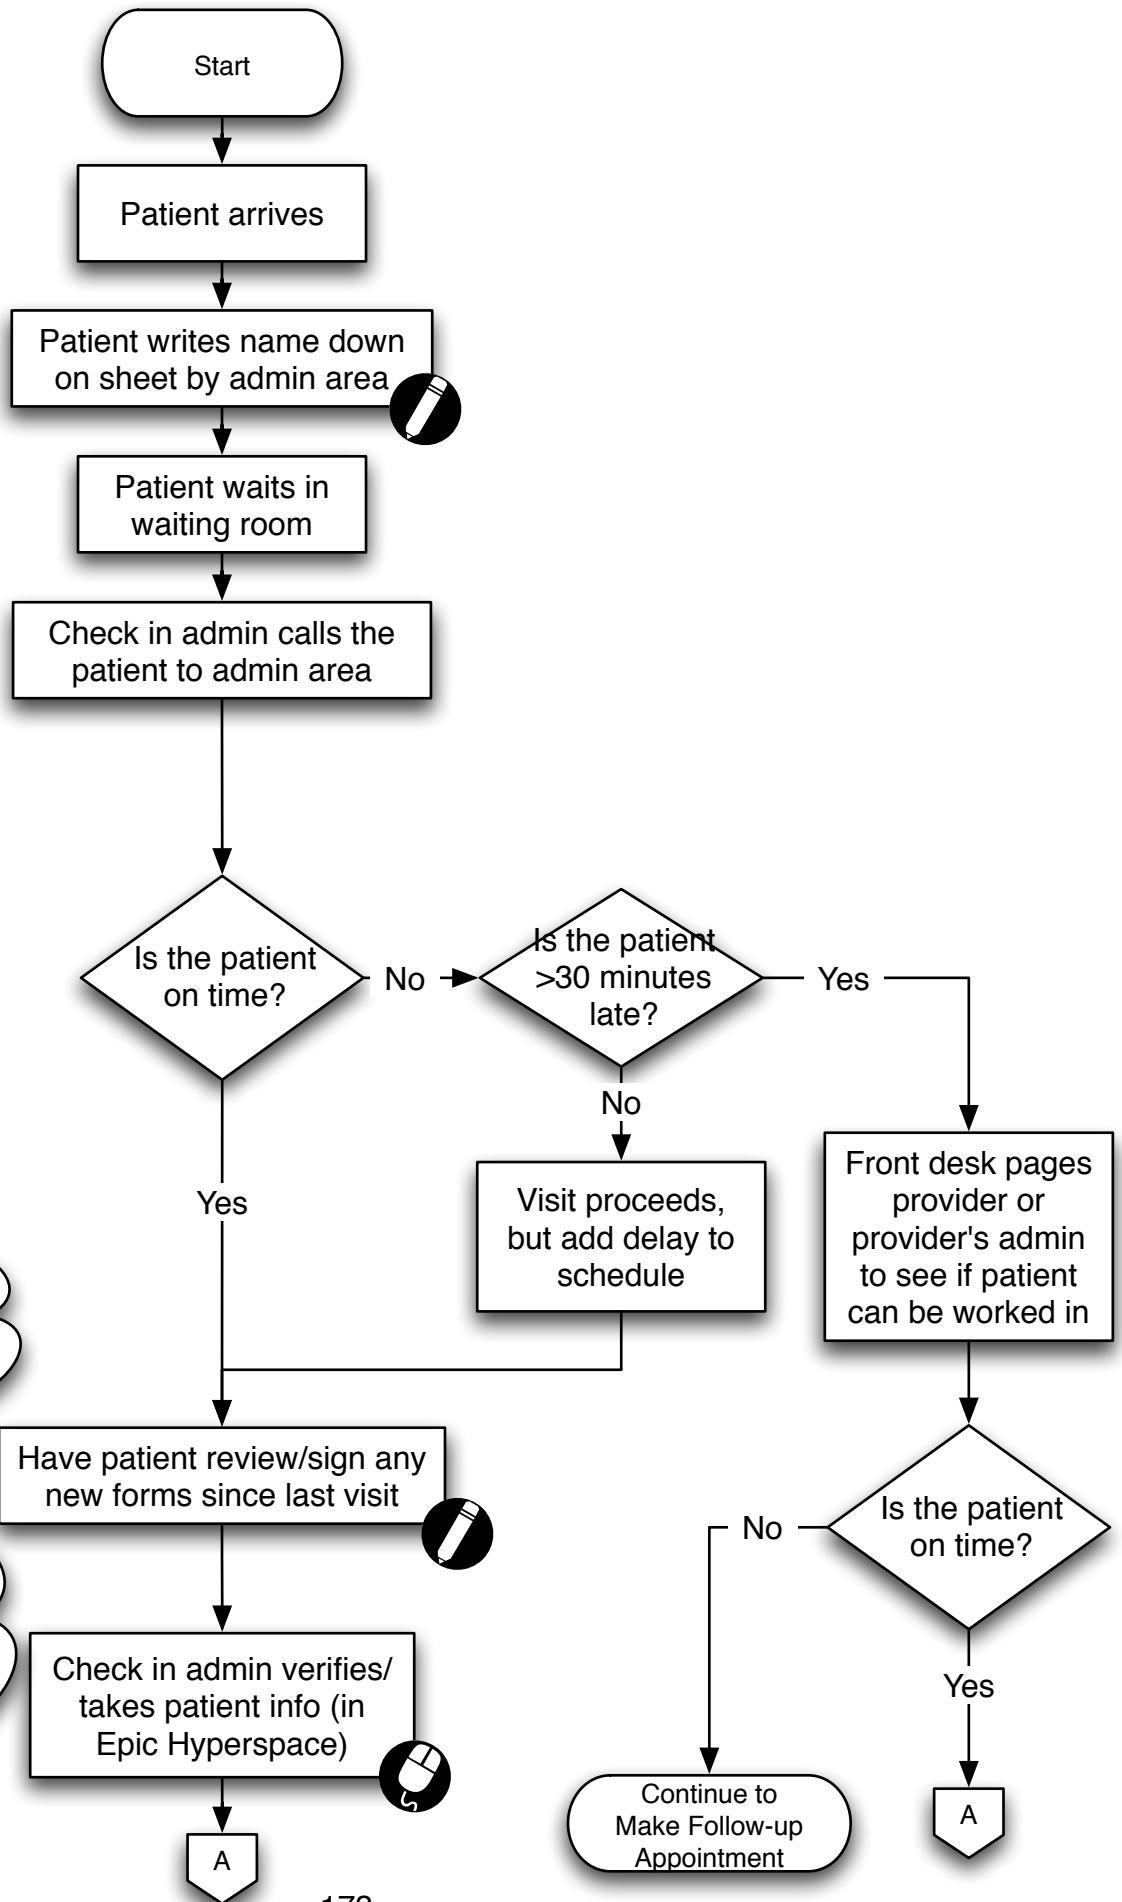 Start
Patient arrives
Patient writes name down
on sheet by admin area
Patient waits in
waiting room
Check in admin calls the
patient to admin area
Is the patient
on time?
No
Is the patient
>30 minutes
late?
Yes
No
Yes
Visit proceeds,
but add delay to
schedule
Front desk pages
provider or
provider's admin
to see if patient
can be worked in
Have patient review/sign any
new forms since last visit
Is the patient
on time?
No
Yes
Check in admin verifies/
takes patient info (in
Epic Hyperspace)
Continue to
Make Follow-up
Appointment
A
A